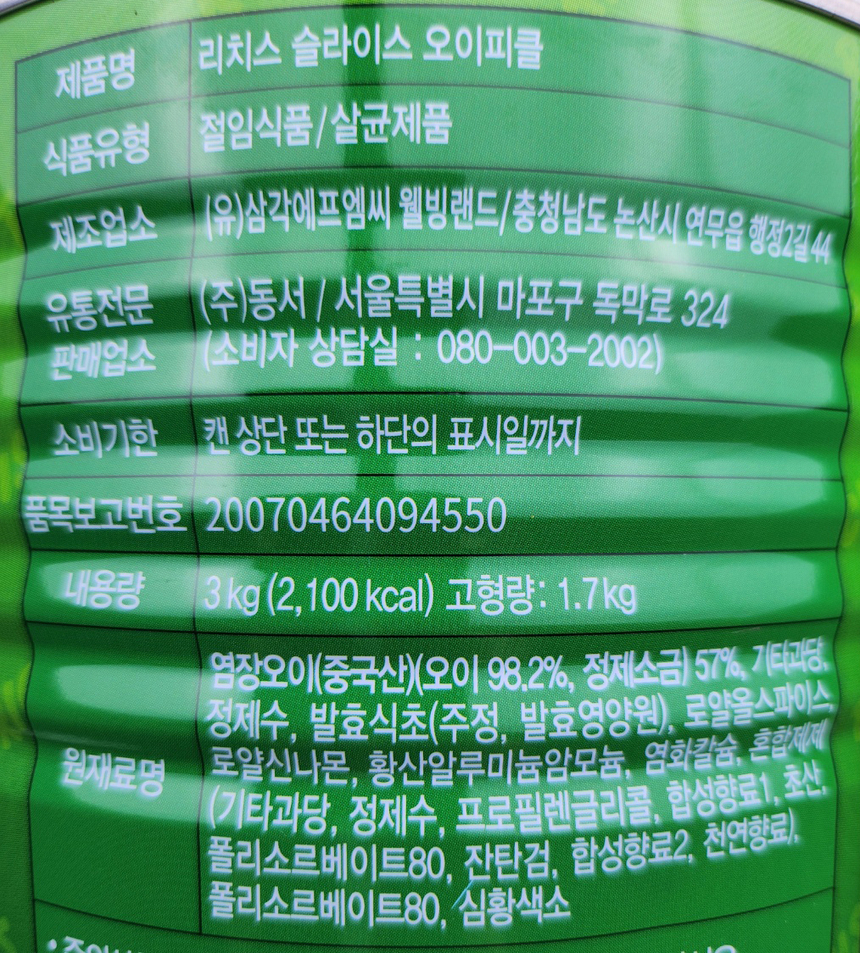 제품명 리치스 슬라이스 오이피클
식품유형 절임식품/살균제품
제조업소 (유)삼각에프엠씨 웰빙랜드/충청남도 논산시 연무읍 행정2길 44
유통전문 (주)동서 / 서울특별시 마포구 독막로 324
판매업소 (소비자 상담실 : 080-003-2002)
소비기한 캔 상단 또는 하단의 표시일까지
품목보고번호 20070464094550
내용량 3 kg (2,100 kcal) 고형량: 1.7 kg
염장오이(중국산)(오이 98.2%, 정제소금) 57%, 기타과당,
정제수, 발효식초(주정, 발효영양원), 로얄올스파이스,
원재료명 로얄신나몬, 황산알루미늄암모늄, 염화칼슘, 혼합제제
(기타과당, 정제수, 프로필렌글리콜, 합성향료1, 초산,
폴리소르베이트80, 잔탄검, 합성향료2, 천연향료),
폴리소르베이트80, 심황색소